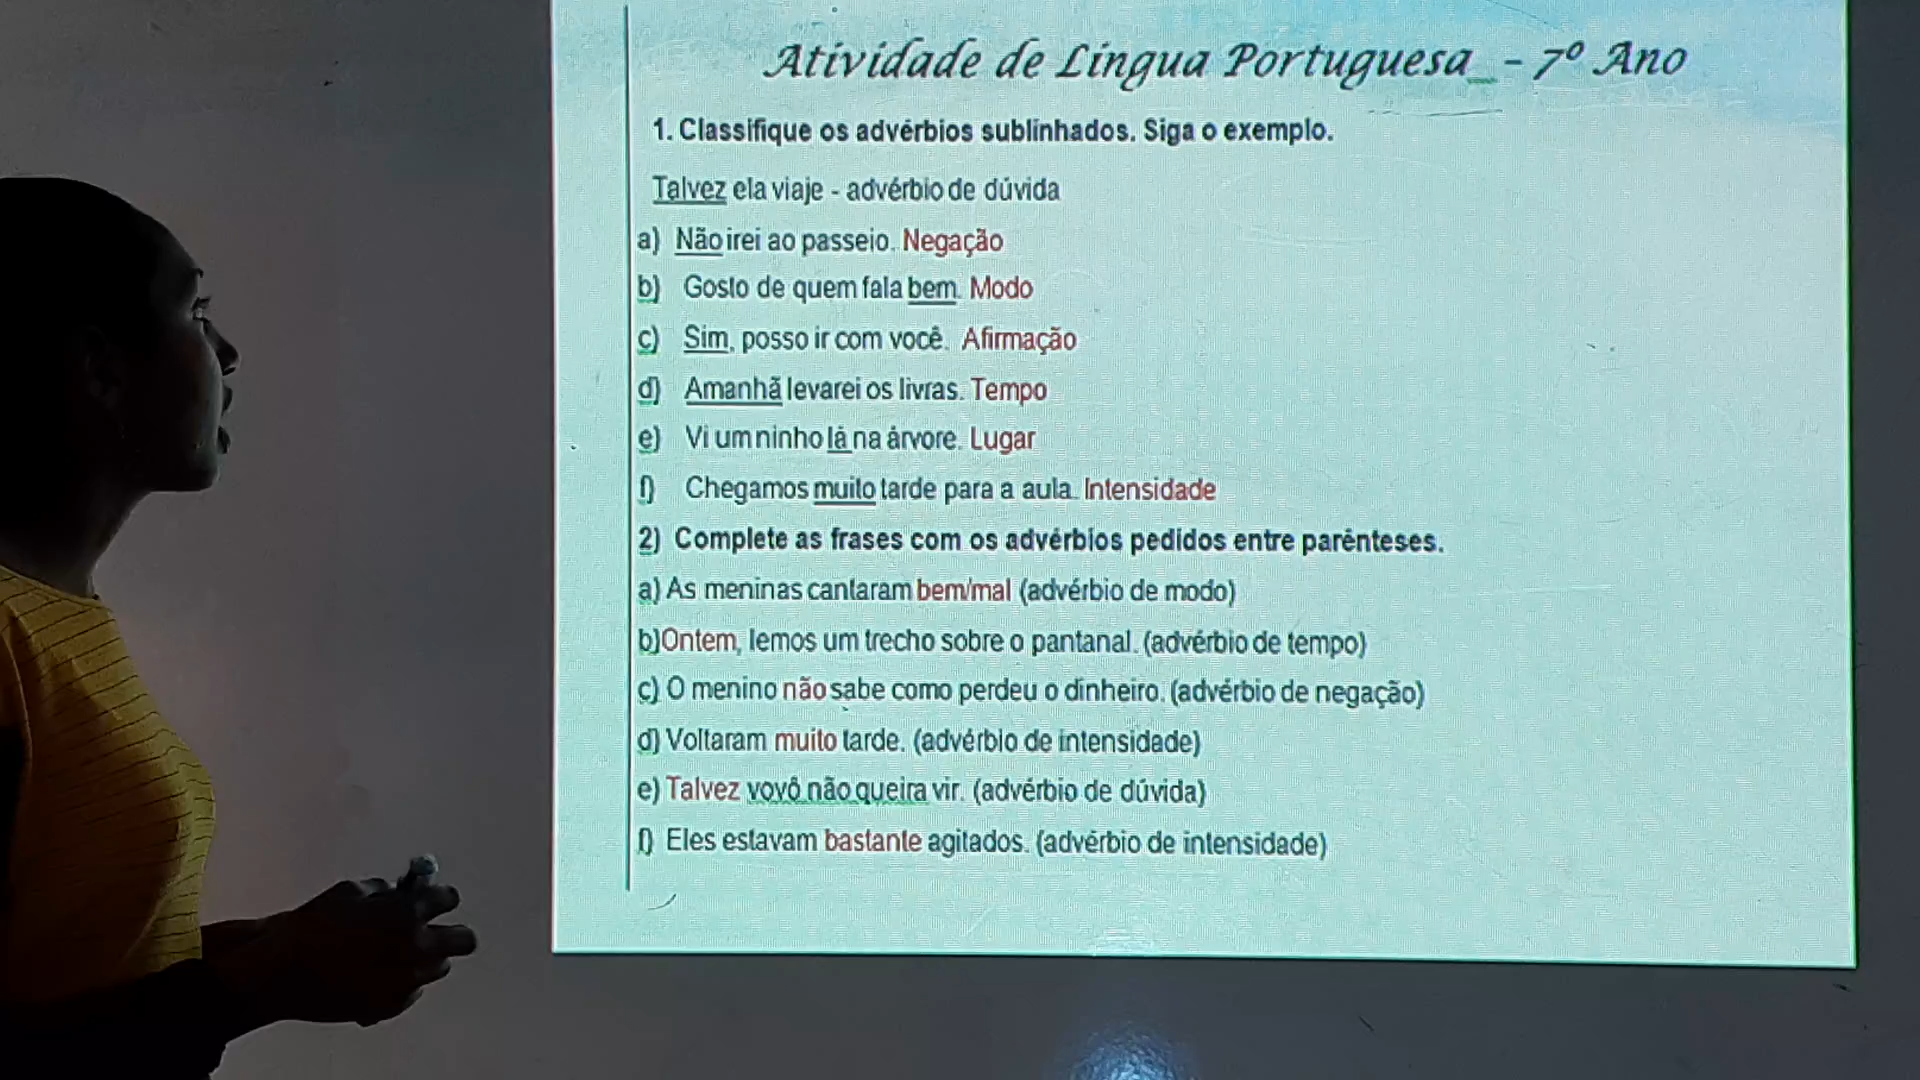 Atividade de Língua Portuguesa_ - 7º Ano
1. Classifique os advérbios sublinhados. Siga o exemplo.
Talvez ela viaje - advérbio de dúvida
a) Não irei ao passeio. Negação
b) Gosto de quem fala bem. Modo
c) Sim, posso ir com você. Afirmação
d) Amanhã levarei os livras. Tempo
e) Vi um ninho lá na árvore. Lugar
f) Chegamos muito tarde para a aula. Intensidade
2) Complete as frases com os advérbios pedidos entre parênteses.
a) As meninas cantaram bem/mal (advérbio de modo)
b)Ontem, lemos um trecho sobre o pantanal. (advérbio de tempo)
c) O menino não sabe como perdeu o dinheiro. (advérbio de negação)
d) Voltaram muito tarde. (advérbio de intensidade)
e) Talvez vovô não queira vir. (advérbio de dúvida)
f) Eles estavam bastante agitados. (advérbio de intensidade)